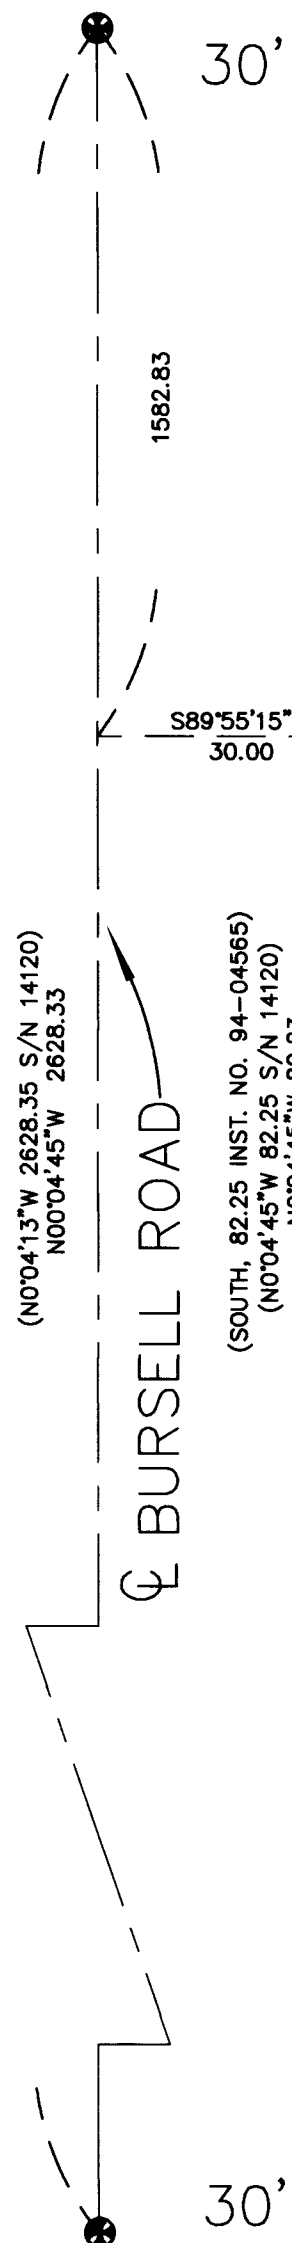 30'
1582.83
S89°55'15"
30.00
(N0°04'13"W 2628.35 S/N 14120)
N00°04'45"W 2628.33
(SOUTH, 82.25 INST. NO. 94-04565)
(N0°04'45"W 82.25 S/N 14120)
℄ BURSELL ROAD
30'